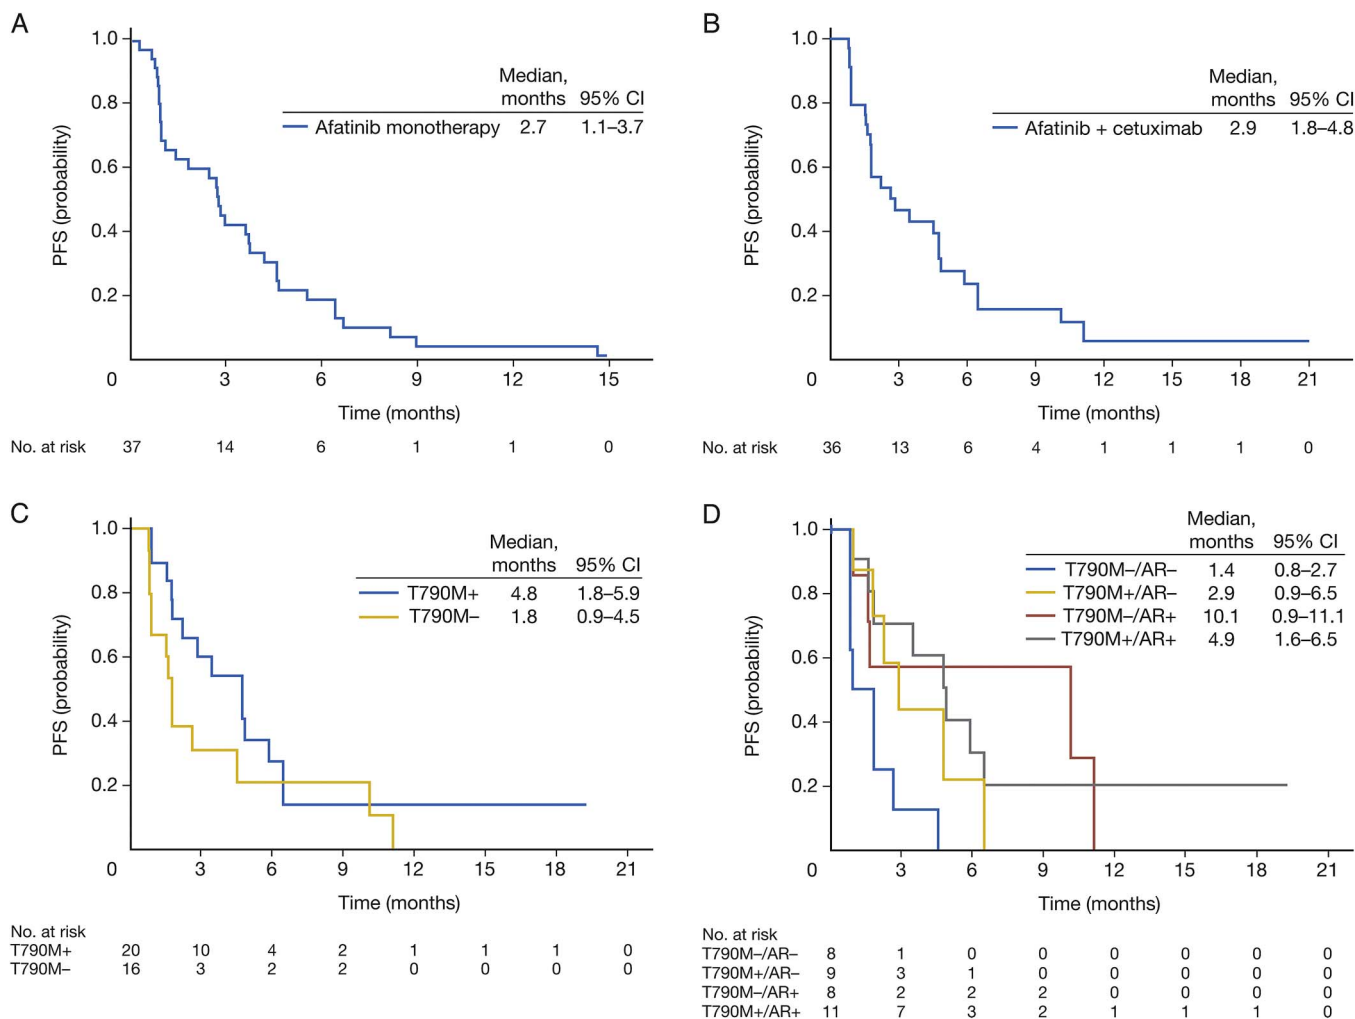 A
Median,
months 95% CI
Afatinib monotherapy 2.7 1.1–3.7
PFS (probability)
1.0
0.8
0.6
0.4
0.2
0 3 6 9 12 15
Time (months)
No. at risk 37 14 6 1 1 0
B
Median,
months 95% CI
Afatinib + cetuximab 2.9 1.8–4.8
PFS (probability)
1.0
0.8
0.6
0.4
0.2
0 3 6 9 12 15 18 21
Time (months)
No. at risk 36 13 6 4 1 1 1 0
C
Median,
months 95% CI
T790M+ 4.8 1.8–5.9
T790M– 1.8 0.9–4.5
PFS (probability)
1.0
0.8
0.6
0.4
0.2
0 3 6 9 12 15 18 21
Time (months)
No. at risk
T790M+ 20 10 4 2 1 1 1 0
T790M– 16 3 2 2 0 0 0 0
D
Median,
months 95% CI
T790M–/AR– 1.4 0.8–2.7
T790M+/AR– 2.9 0.9–6.5
T790M–/AR+ 10.1 0.9–11.1
T790M+/AR+ 4.9 1.6–6.5
PFS (probability)
1.0
0.8
0.6
0.4
0.2
0 3 6 9 12 15 18 21
Time (months)
No. at risk
T790M–/AR– 8 1 0 0 0 0 0 0
T790M+/AR– 9 3 1 0 0 0 0 0
T790M–/AR+ 8 2 2 2 0 0 0 0
T790M+/AR+ 11 7 3 2 1 1 1 0